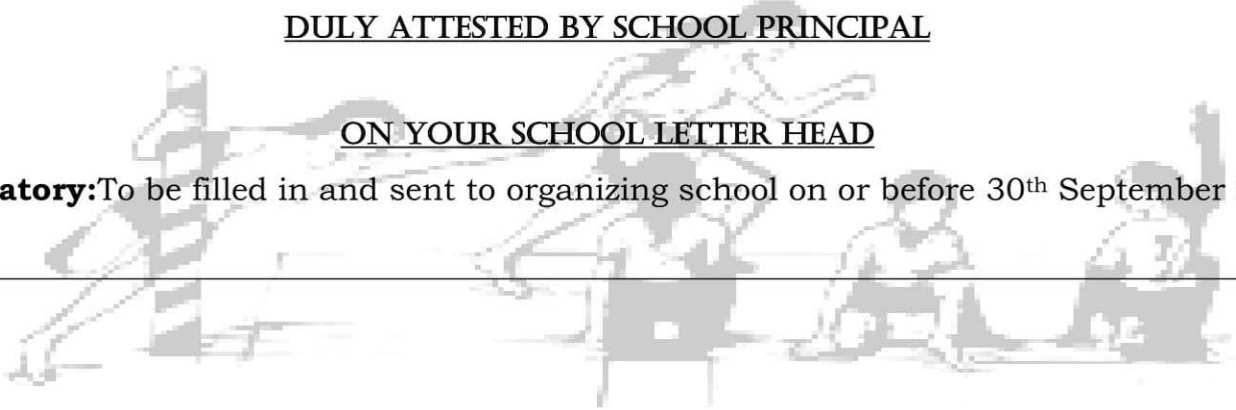 DULY ATTESTED BY SCHOOL PRINCIPAL
ON YOUR SCHOOL LETTER HEAD
atory:To be filled in and sent to organizing school on or before 30th September